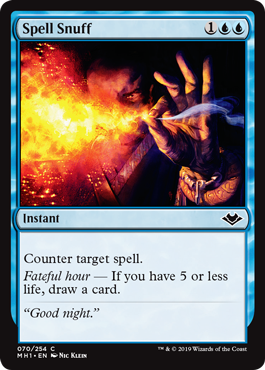 Spell Snuff 1
Instant
Counter target spell.
Fateful hour — If you have 5 or less
life, draw a card.
“Good night.”
070/254 C
MH1 • EN Nic Klein
™ & © 2019 Wizards of the Coast